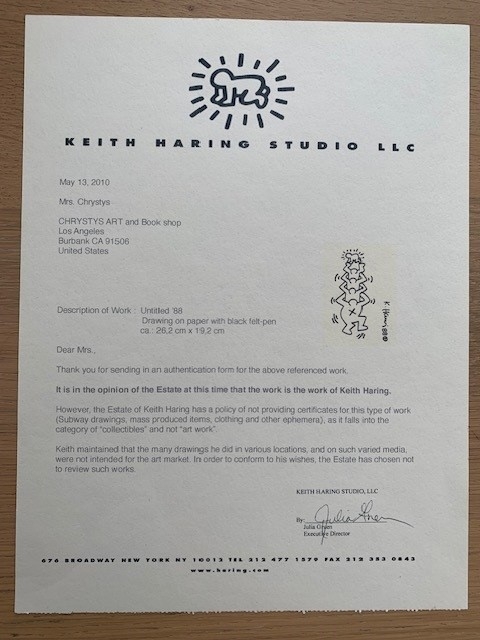 KEITH HARING STUDIO LLC
May 13, 2010
Mrs. Chrystys
CHRYSTYS ART and Book shop
Los Angeles
Burbank CA 91506
United States
Description of Work : Untitled '88
Drawing on paper with black felt-pen
ca.: 26,2 cm x 19,2 cm
K. Haring 88
Dear Mrs.,
Thank you for sending in an authentication form for the above referenced work.
It is in the opinion of the Estate at this time that the work is the work of Keith Haring.
However, the Estate of Keith Haring has a policy of not providing certificates for this type of work
(Subway drawings, mass produced items, clothing and other ephemera), as it falls into the
category of "collectibles" and not "art work".
Keith maintained that the many drawings he did in various locations, and on such varied media,
were not intended for the art market. In order to conform to his wishes, the Estate has chosen not
to review such works.
KEITH HARING STUDIO, LLC
By: Julia Gruen
Julia Gruen
Executive Director
676 BROADWAY NEW YORK NY 10012 TEL 212 477 1579 FAX 212 353 0843
www.haring.com